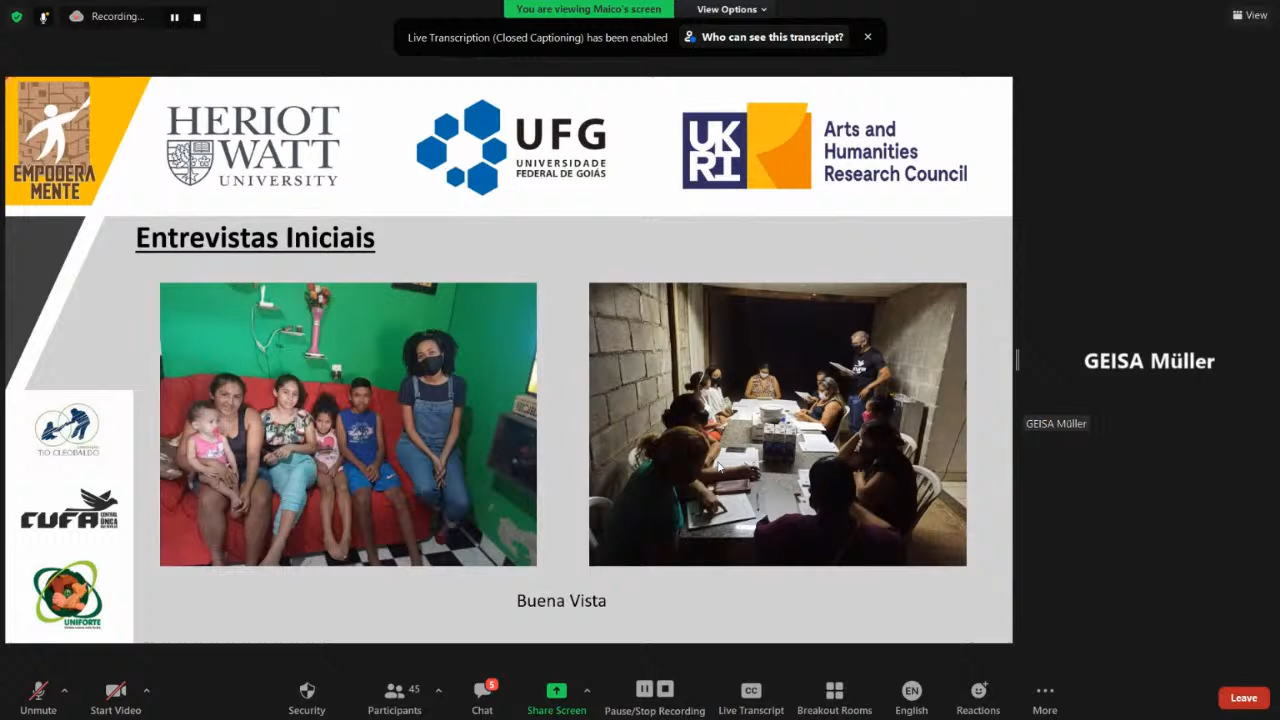 Recording...
You are viewing Maico's screen
View Options
View
Live Transcription (Closed Captioning) has been enabled
Who can see this transcript?
EMPODERA
MENTE
HERIOT
WATT
UNIVERSITY
UFG
UNIVERSIDADE
FEDERAL DE GOIÁS
UK
RI
Arts and
Humanities
Research Council
Entrevistas Iniciais
CUFA
GEISA Müller
GEISA Müller
TIO CLEOBALDO
CUFA
CENTRAL
ÚNICA
UNIFORTE
Buena Vista
Unmute
Start Video
Security
45
Participants
5
Chat
Share Screen
Pause/Stop Recording
CC
Live Transcript
Breakout Rooms
EN
English
Reactions
More
Leave